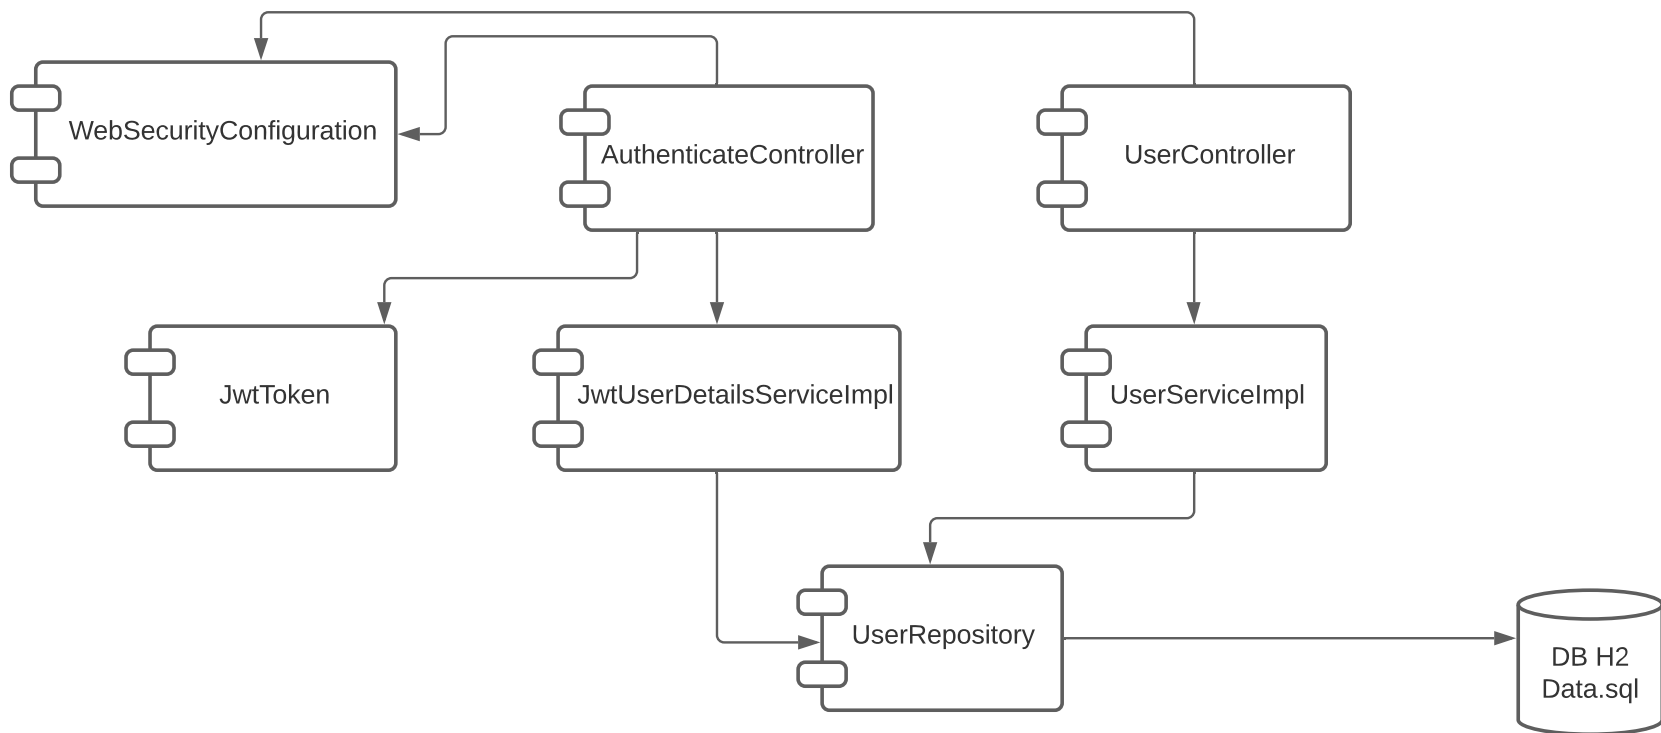 WebSecurityConfiguration
AuthenticateController
UserController
JwtToken
JwtUserDetailsServiceImpl
UserServiceImpl
UserRepository
DB H2
Data.sql